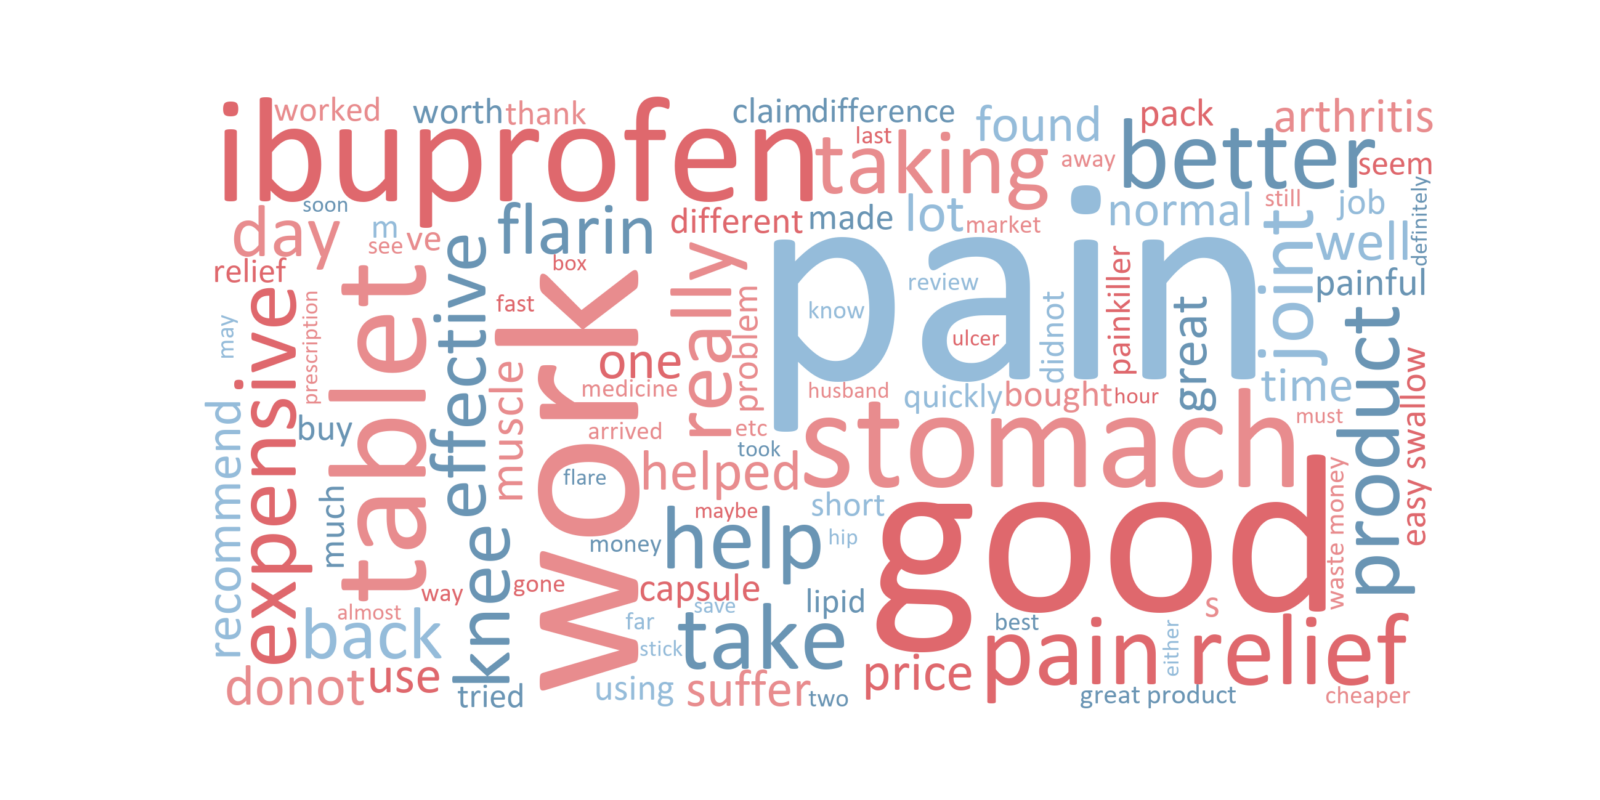 ibuprofen
worked
worth
thank
claim
difference
last
taking
found
away
pack
better
arthritis
seem
soon
day
m
see
ve
flarin
different
made
lot
market
normal
still
job
definitely
well
relief
box
painful
expensive
prescription
may
tablet
effective
fast
work
really
problem
pain
know
review
ulcer
didnot
painkiller
great
joint
product
one
medicine
muscle
husband
quickly
bought
hour
time
must
easy swallow
recommend
buy
arrived
etc
took
stomach
much
flare
helped
short
good
waste money
knee
maybe
money
help
hip
way
gone
capsule
save
lipid
s
almost
back
far
stick
take
best
pain relief
either
donot
use
tried
using
suffer
two
price
great product
cheaper